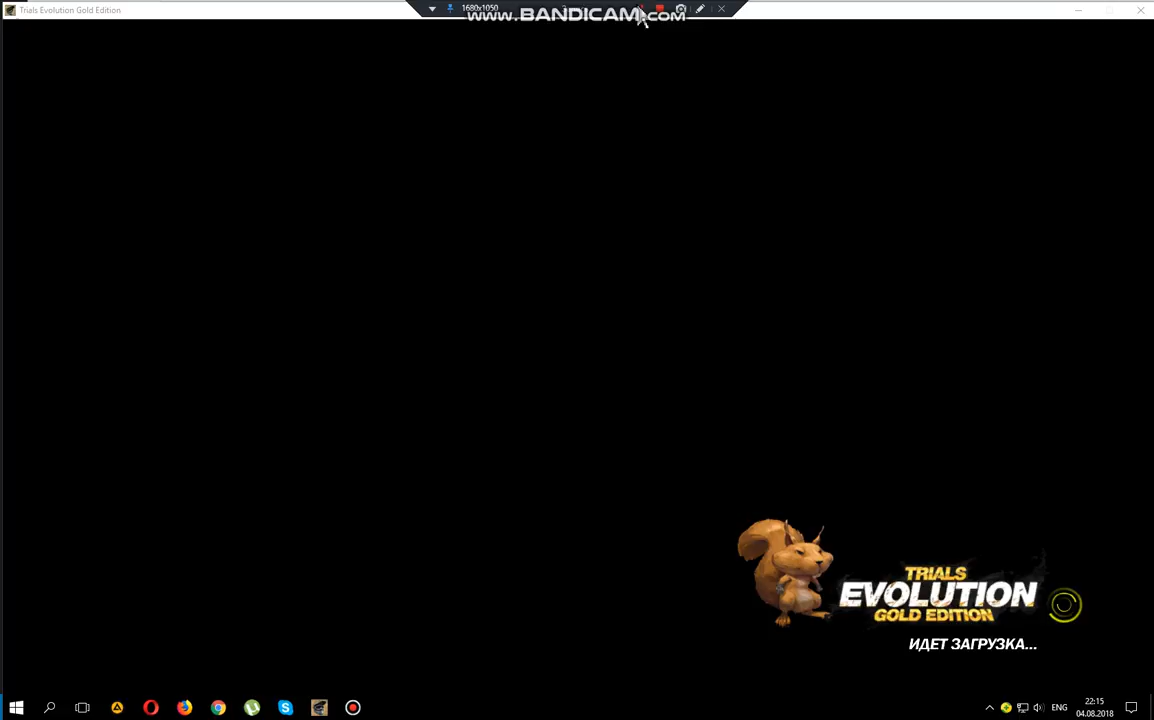 Trials Evolution Gold Edition
1680x1050
www.BANDICAM.com
TRIALS
EVOLUTION
GOLD EDITION
ИДЕТ ЗАГРУЗКА...
ENG
22:15
04.08.2018